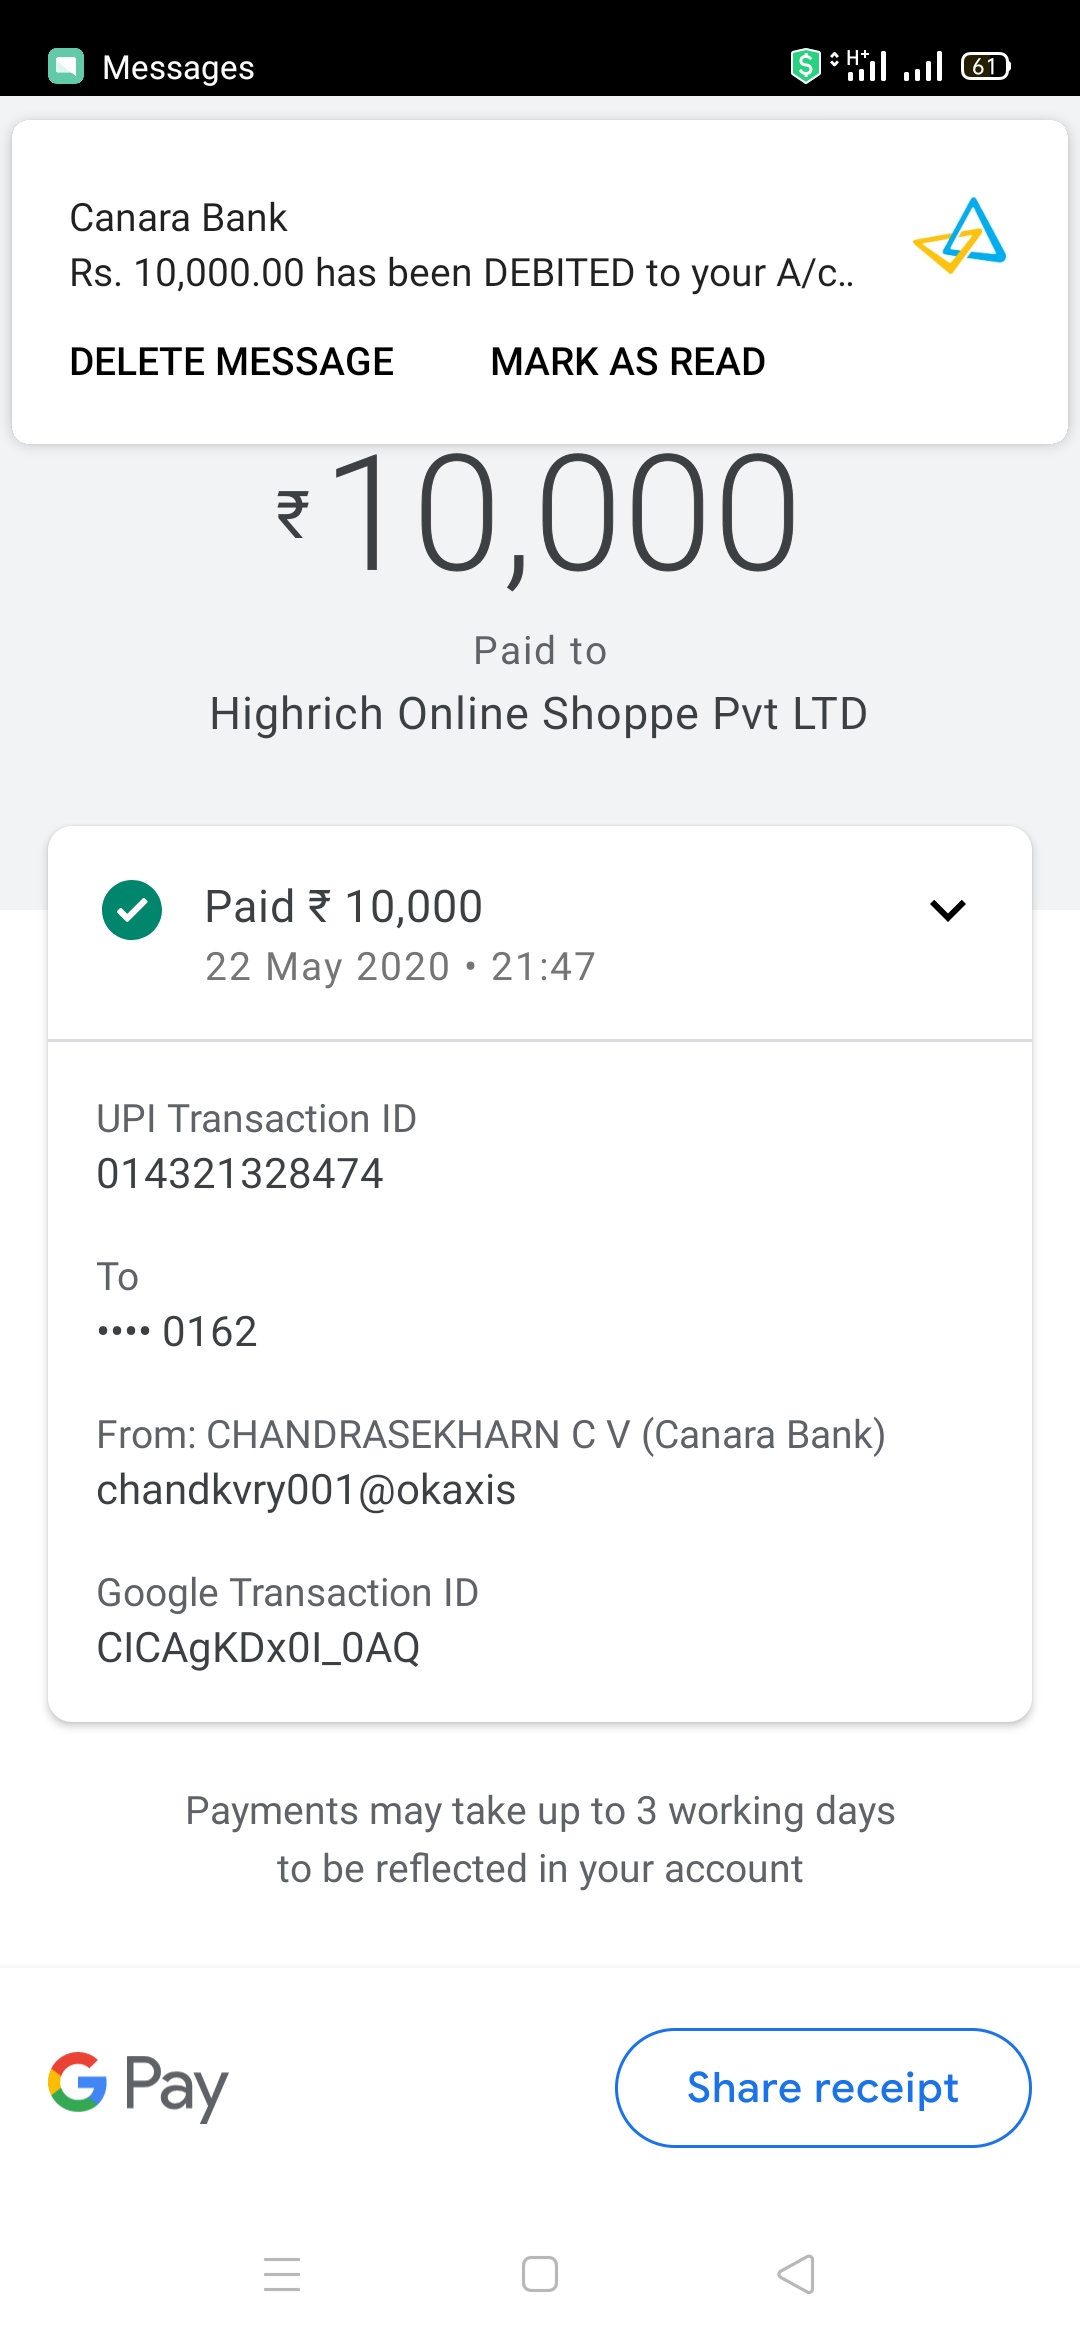 Messages
H+
61
Canara Bank
Rs. 10,000.00 has been DEBITED to your A/c..
DELETE MESSAGE MARK AS READ
₹10,000
Paid to
Highrich Online Shoppe Pvt LTD
Paid ₹ 10,000
22 May 2020 • 21:47
UPI Transaction ID
014321328474
To
•••• 0162
From: CHANDRASEKHARN C V (Canara Bank)
chandkvry001@okaxis
Google Transaction ID
CICAgKDx0I_0AQ
Payments may take up to 3 working days
to be reflected in your account
G Pay
Share receipt